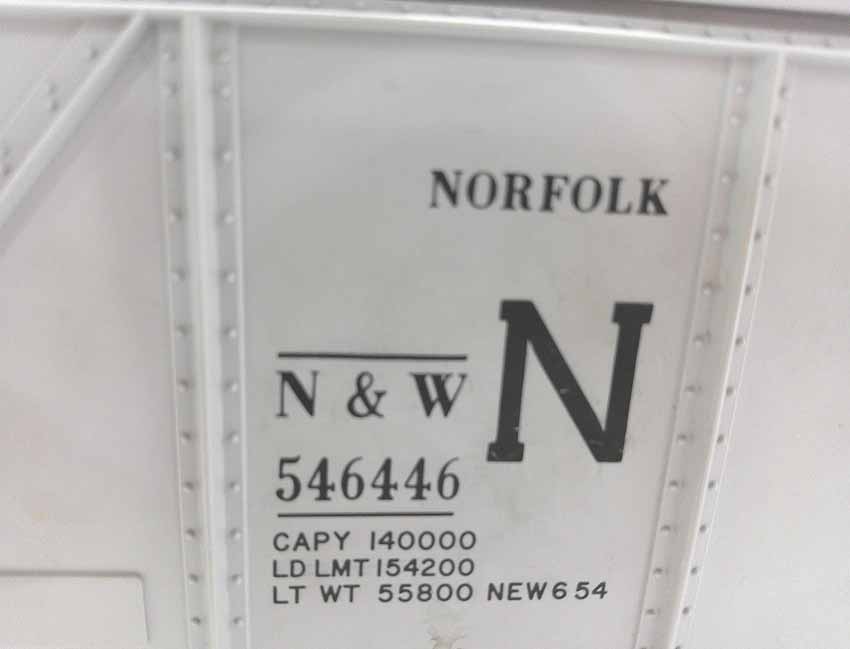 NORFOLK
N
N & W
546446
CAPY 140000
LD LMT 154200
LT WT 55800 NEW 6 54